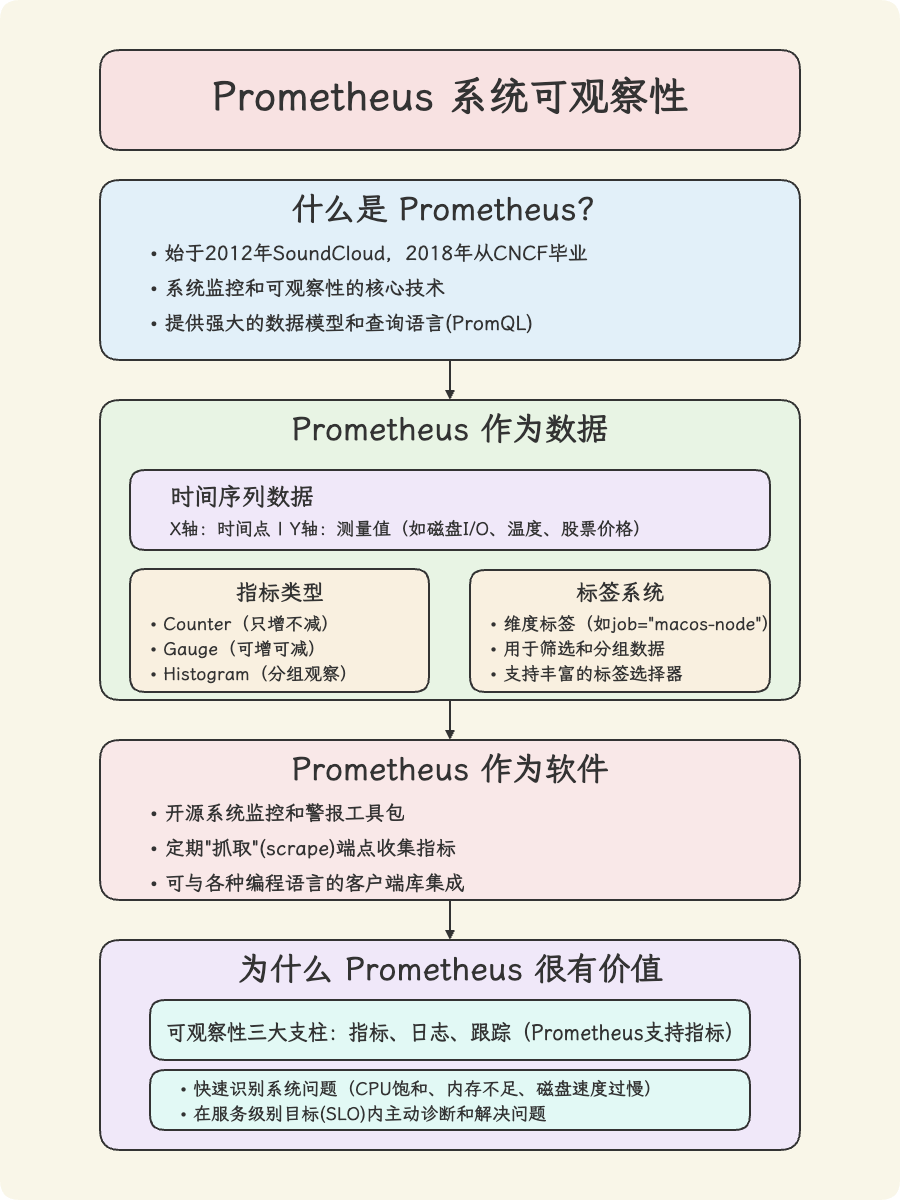 Prometheus 系统可观察性
什么是 Prometheus?
• 始于2012年SoundCloud，2018年从CNCF毕业
• 系统监控和可观察性的核心技术
• 提供强大的数据模型和查询语言(PromQL)
Prometheus 作为数据
时间序列数据
X轴：时间点 | Y轴：测量值（如磁盘I/O、温度、股票价格）
指标类型
• Counter（只增不减）
• Gauge（可增可减）
• Histogram（分组观察）
标签系统
• 维度标签（如job="macos-node"）
• 用于筛选和分组数据
• 支持丰富的标签选择器
Prometheus 作为软件
• 开源系统监控和警报工具包
• 定期"抓取"(scrape)端点收集指标
• 可与各种编程语言的客户端库集成
为什么 Prometheus 很有价值
可观察性三大支柱：指标、日志、跟踪（Prometheus支持指标）
• 快速识别系统问题（CPU饱和、内存不足、磁盘速度过慢）
• 在服务级别目标(SLO)内主动诊断和解决问题